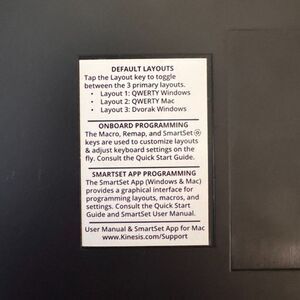 DEFAULT LAYOUTS
Tap the Layout key to toggle
between the 3 primary layouts.
• Layout 1: QWERTY Windows
• Layout 2: QWERTY Mac
• Layout 3: Dvorak Windows
ONBOARD PROGRAMMING
The Macro, Remap, and SmartSet
keys are used to customize layouts
& adjust keyboard settings on the
fly. Consult the Quick Start Guide.
SMARTSET APP PROGRAMMING
The SmartSet App (Windows & Mac)
provides a graphical interface for
programming layouts, macros, and
settings. Consult the Quick Start
Guide and SmartSet User Manual.
User Manual & SmartSet App for Mac
www.Kinesis.com/Support